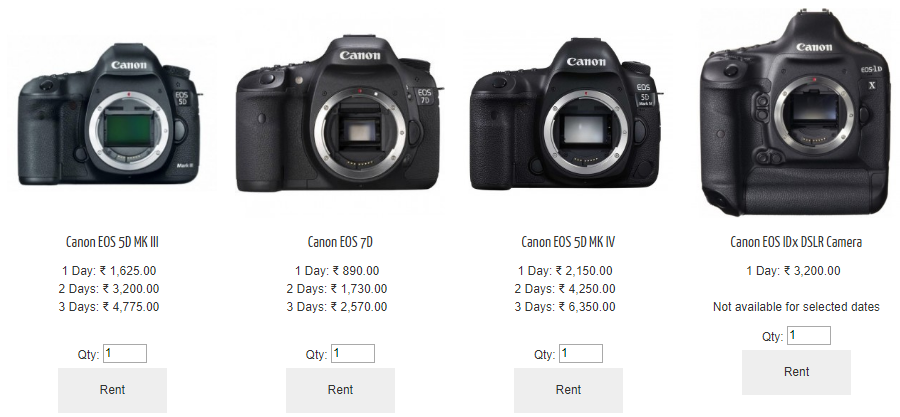 Canon
EOS
5D
Mark III
Canon
EOS
7D
Canon
EOS
5D
Mark IV
Canon
EOS-1D
X
Canon EOS 5D MK III
1 Day: ₹ 1,625.00
2 Days: ₹ 3,200.00
3 Days: ₹ 4,775.00
Qty: 1
Rent
Canon EOS 7D
1 Day: ₹ 890.00
2 Days: ₹ 1,730.00
3 Days: ₹ 2,570.00
Qty: 1
Rent
Canon EOS 5D MK IV
1 Day: ₹ 2,150.00
2 Days: ₹ 4,250.00
3 Days: ₹ 6,350.00
Qty: 1
Rent
Canon EOS 1Dx DSLR Camera
1 Day: ₹ 3,200.00
Not available for selected dates
Qty: 1
Rent